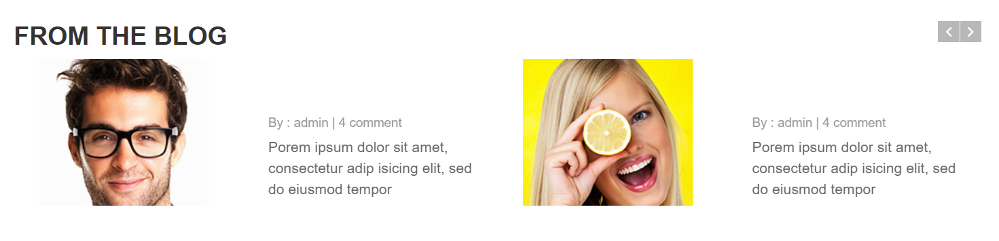 FROM THE BLOG
By : admin | 4 comment
Porem ipsum dolor sit amet,
consectetur adip isicing elit, sed
do eiusmod tempor
By : admin | 4 comment
Porem ipsum dolor sit amet,
consectetur adip isicing elit, sed
do eiusmod tempor